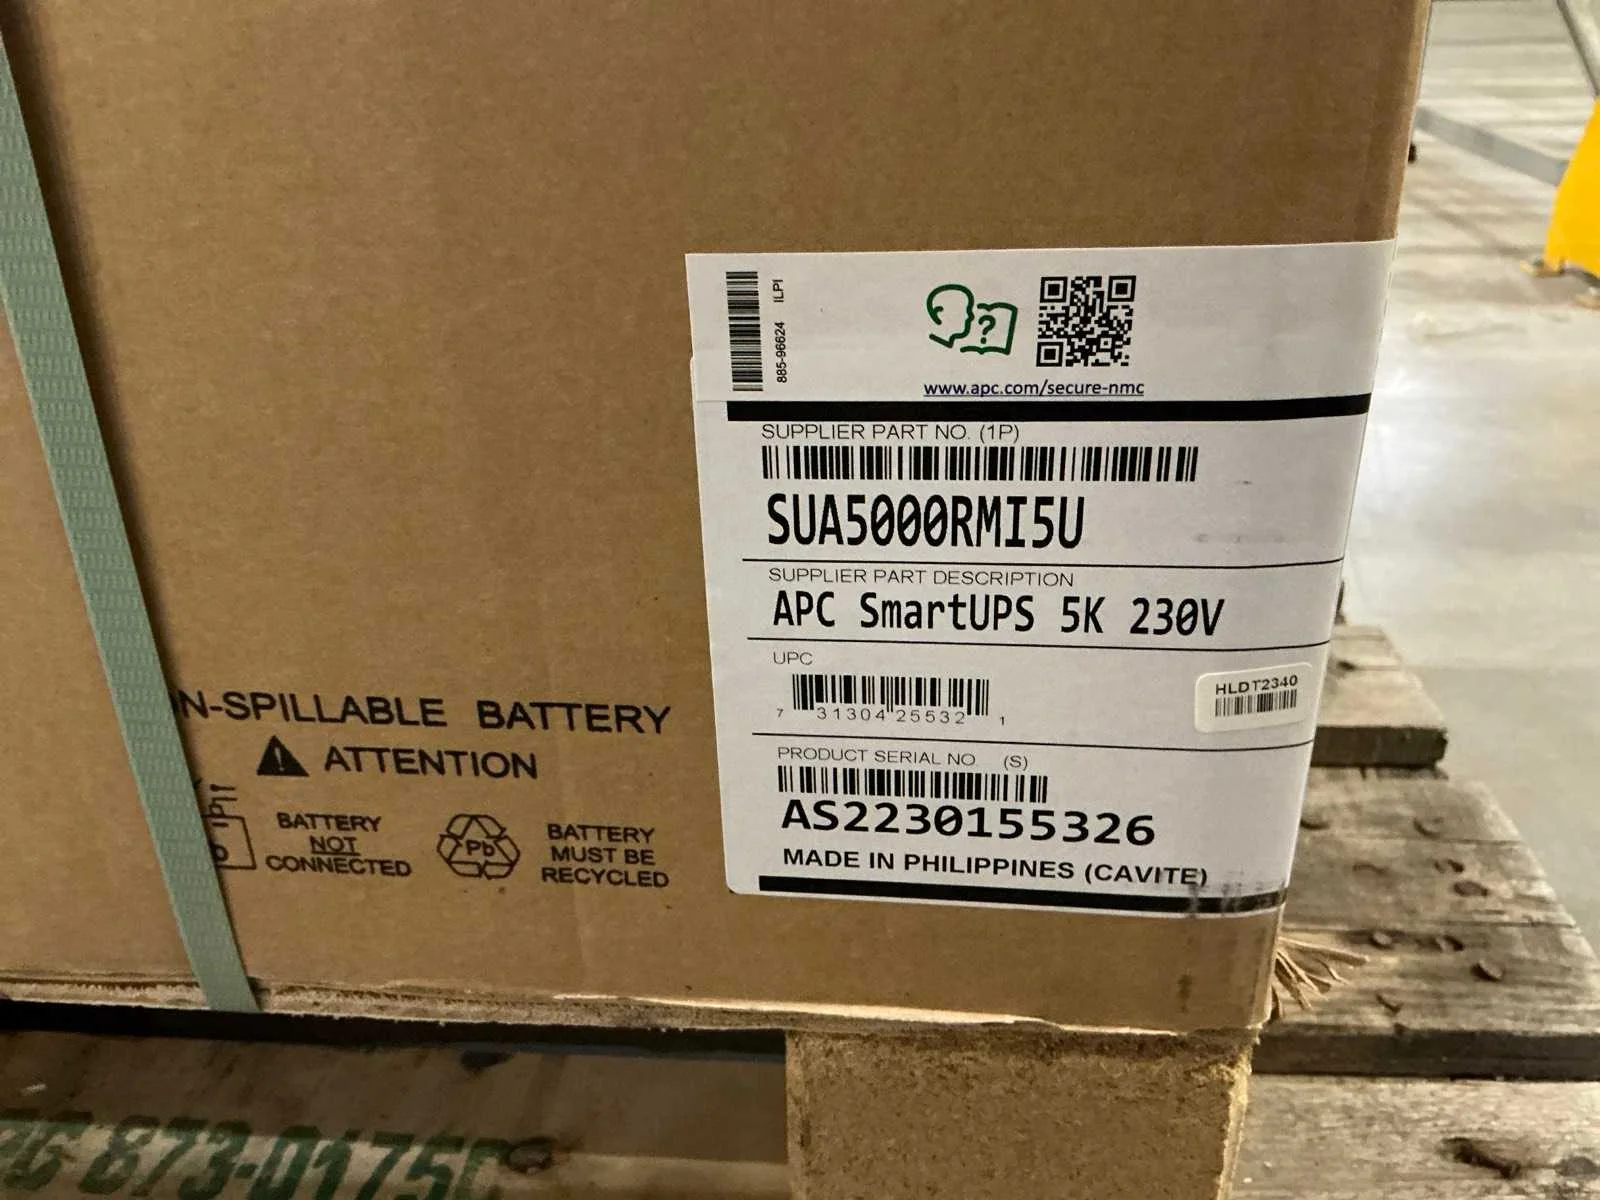 885-96624 ILPI
?
www.apc.com/secure-nmc
SUPPLIER PART NO. (1P)
SUA5000RMI5U
SUPPLIER PART DESCRIPTION
APC SmartUPS 5K 230V
UPC
7 31304 25532 1
HLDT2340
PRODUCT SERIAL NO (S)
AS2230155326
MADE IN PHILIPPINES (CAVITE)
N-SPILLABLE BATTERY
ATTENTION
BATTERY
NOT
CONNECTED
Pb
BATTERY
MUST BE
RECYCLED
873-0175C